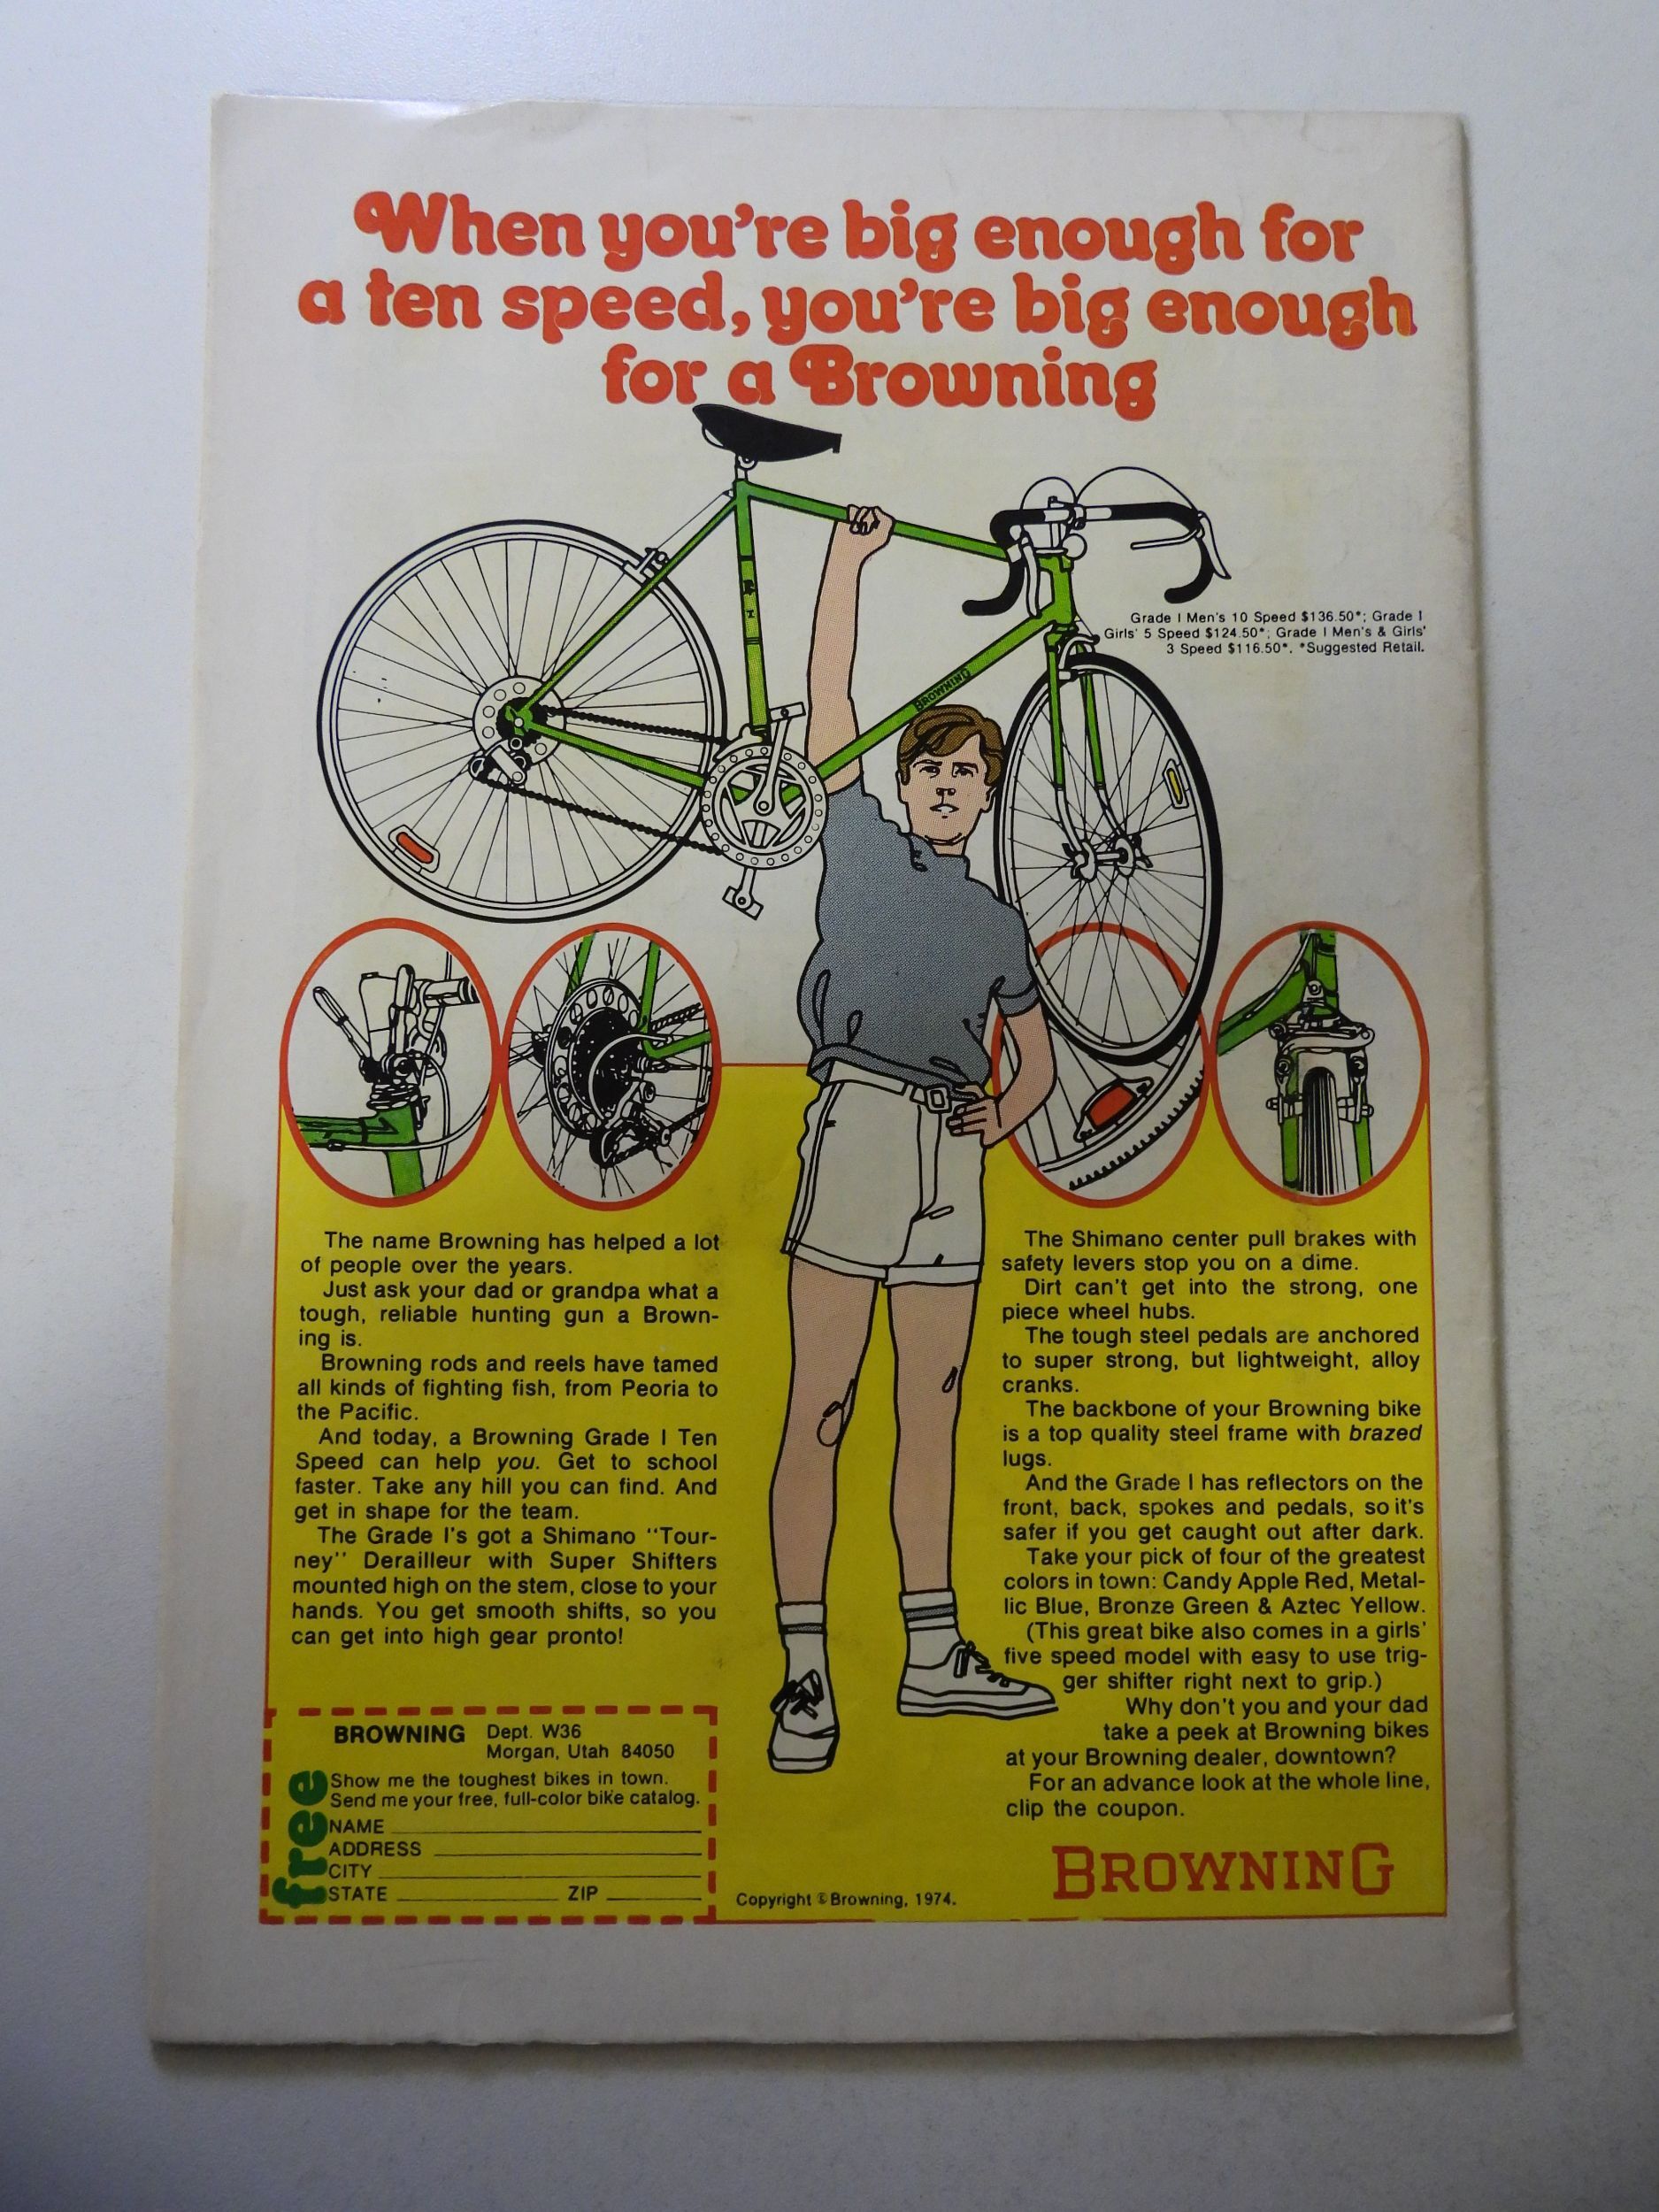 When you're big enough for
a ten speed, you're big enough
for a Browning
Grade I Men's 10 Speed $136.50*; Grade 1
Girls' 5 Speed $124.50*; Grade I Men's & Girls'
3 Speed $116.50*. *Suggested Retail.
BROWNING
The name Browning has helped a lot
of people over the years.
Just ask your dad or grandpa what a
tough, reliable hunting gun a Brown-
ing is.
Browning rods and reels have tamed
all kinds of fighting fish, from Peoria to
the Pacific.
And today, a Browning Grade I Ten
Speed can help you. Get to school
faster. Take any hill you can find. And
get in shape for the team.
The Grade I's got a Shimano "Tour-
ney" Derailleur with Super Shifters
mounted high on the stem, close to your
hands. You get smooth shifts, so you
can get into high gear pronto!
The Shimano center pull brakes with
safety levers stop you on a dime.
Dirt can't get into the strong, one
piece wheel hubs.
The tough steel pedals are anchored
to super strong, but lightweight, alloy
cranks.
The backbone of your Browning bike
is a top quality steel frame with brazed
lugs.
And the Grade I has reflectors on the
front, back, spokes and pedals, so it's
safer if you get caught out after dark.
Take your pick of four of the greatest
colors in town: Candy Apple Red, Metal-
lic Blue, Bronze Green & Aztec Yellow.
(This great bike also comes in a girls'
five speed model with easy to use trig-
ger shifter right next to grip.)
Why don't you and your dad
take a peek at Browning bikes
at your Browning dealer, downtown?
For an advance look at the whole line,
clip the coupon.
BROWNING Dept. W36
Morgan, Utah 84050
free
Show me the toughest bikes in town.
Send me your free, full-color bike catalog.
NAME
ADDRESS
CITY
STATE ZIP
Copyright © Browning, 1974.
BROWNING